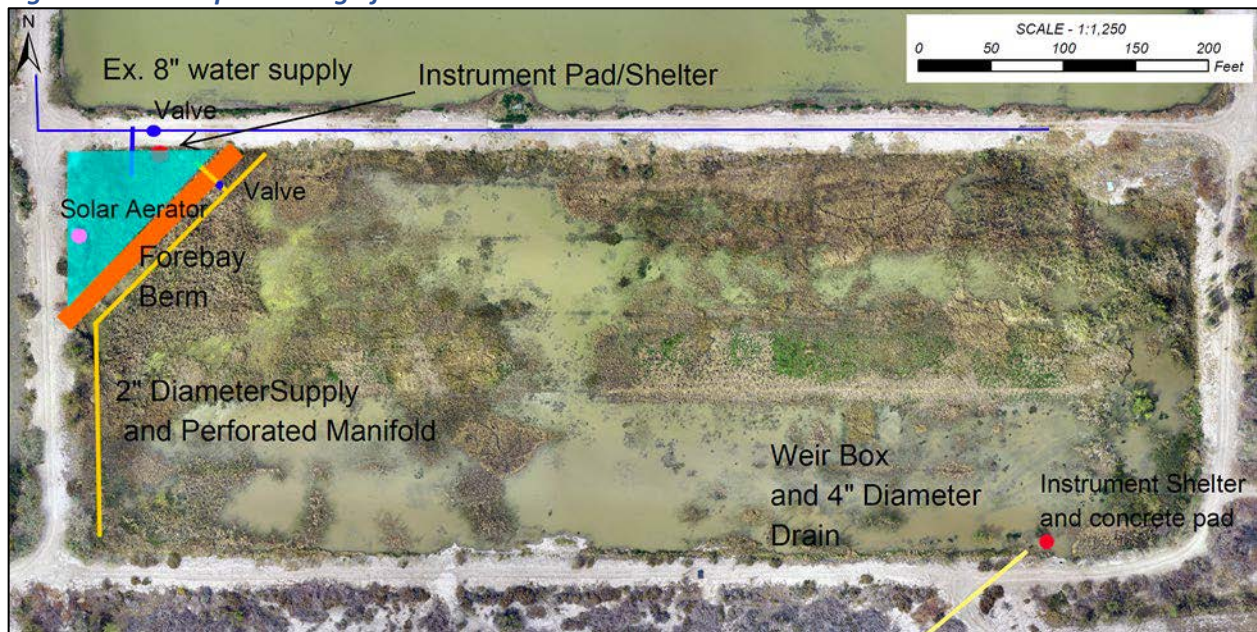 N
SCALE - 1:1,250
0 50 100 150 200
Feet
Ex. 8" water supply
Instrument Pad/Shelter
Valve
Valve
Solar Aerator
Forebay
Berm
2" DiameterSupply
and Perforated Manifold
Weir Box
and 4" Diameter
Drain
Instrument Shelter
and concrete pad